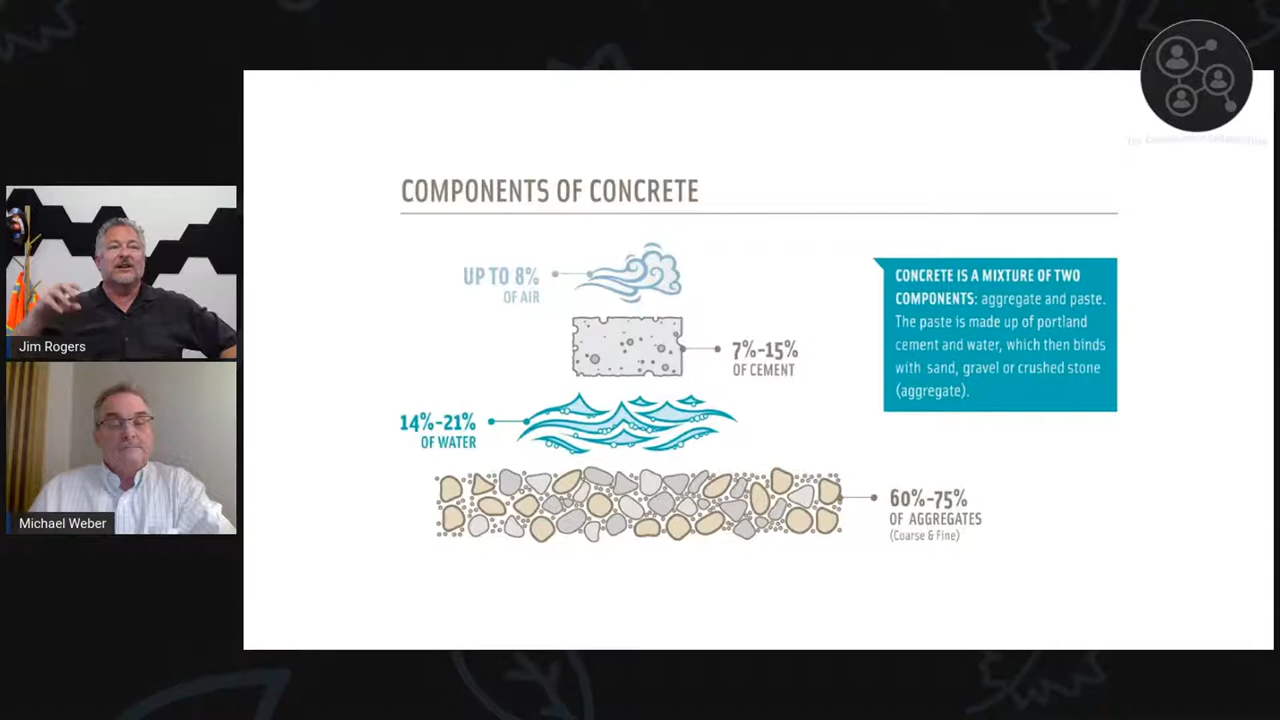 COMPONENTS OF CONCRETE
UP TO 8%
OF AIR
7%-15%
OF CEMENT
14%-21%
OF WATER
60%-75%
OF AGGREGATES
(Coarse & Fine)
CONCRETE IS A MIXTURE OF TWO
COMPONENTS: aggregate and paste.
The paste is made up of portland
cement and water, which then binds
with sand, gravel or crushed stone
(aggregate).
Jim Rogers
Michael Weber